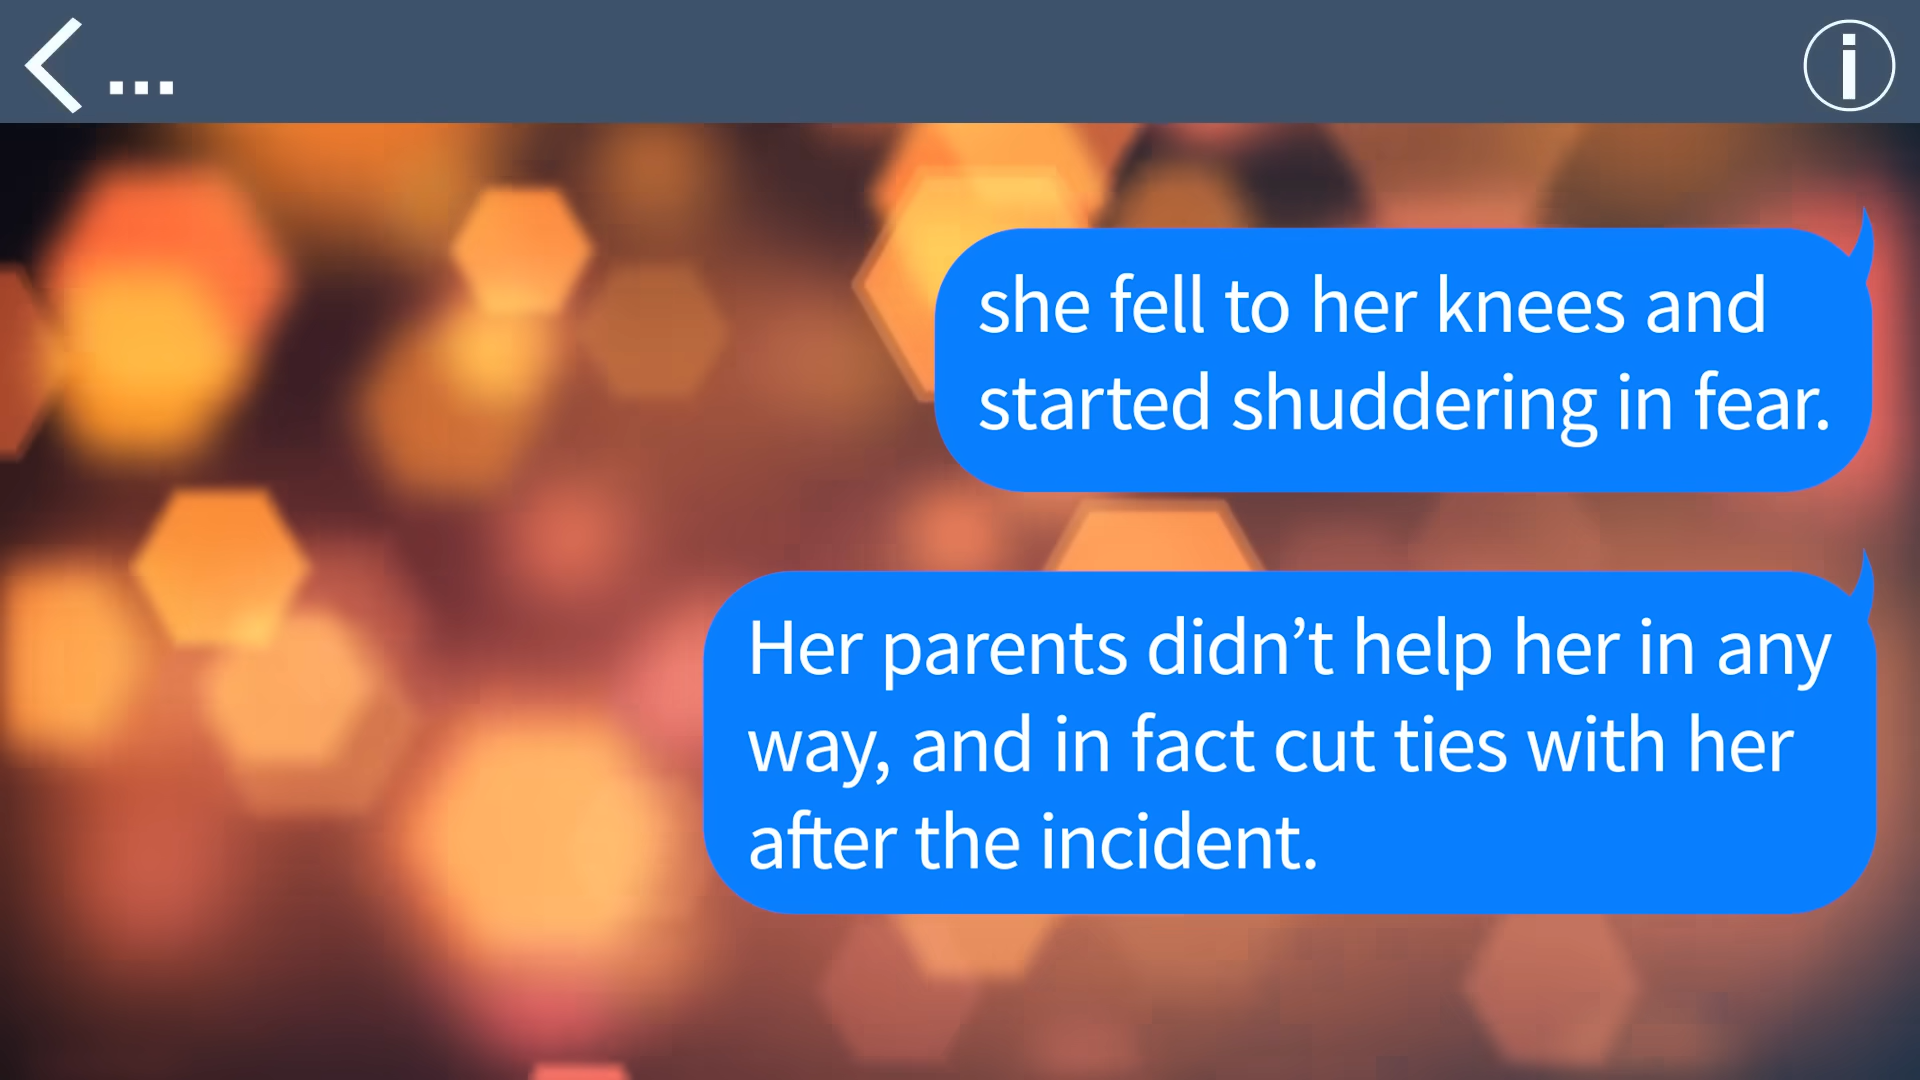 ...
she fell to her knees and
started shuddering in fear.
Her parents didn’t help her in any
way, and in fact cut ties with her
after the incident.